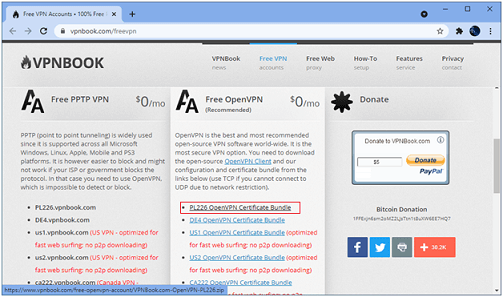 Free VPN Accounts • 100% Free P
vpnbook.com/freevpn
VPNBOOK
VPNBook
news
Free VPN
accounts
Free Web
proxy
How-To
setup
Features
service
Privacy
contact
Free PPTP VPN
$0/mo
PPTP (point to point tunneling) is widely used
since it is supported across all Microsoft
Windows, Linux, Apple, Mobile and PS3
platforms. It is however easier to block and might
not work if your ISP or government blocks the
protocol. In that case you need to use OpenVPN,
which is impossible to detect or block.
PL226.vpnbook.com
DE4.vpnbook.com
us1.vpnbook.com (US VPN - optimized
for fast web surfing; no p2p downloading)
us2.vpnbook.com (US VPN - optimized
for fast web surfing; no p2p downloading)
ca222.vpnbook.com (Canada VPN -
Free OpenVPN
(Recommended)
$0/mo
OpenVPN is the best and most recommended
open-source VPN software world-wide. It is the
most secure VPN option. You need to download
the open-source OpenVPN Client and our
configuration and certificate bundle from the
links below (use TCP if you cannot connect to
UDP due to network restriction).
PL226 OpenVPN Certificate Bundle
DE4 OpenVPN Certificate Bundle
US1 OpenVPN Certificate Bundle (optimized
for fast web surfing; no p2p downloading)
US2 OpenVPN Certificate Bundle (optimized
for fast web surfing; no p2p downloading)
CA222 OpenVPN Certificate Bundle
Donate
Donate to VPNBook.com
$5
Donate
PayPal
Bitcoin Donation
30.2K
https://www.vpnbook.com/free-openvpn-account/VPNBook.com-OpenVPN-PL226.zip